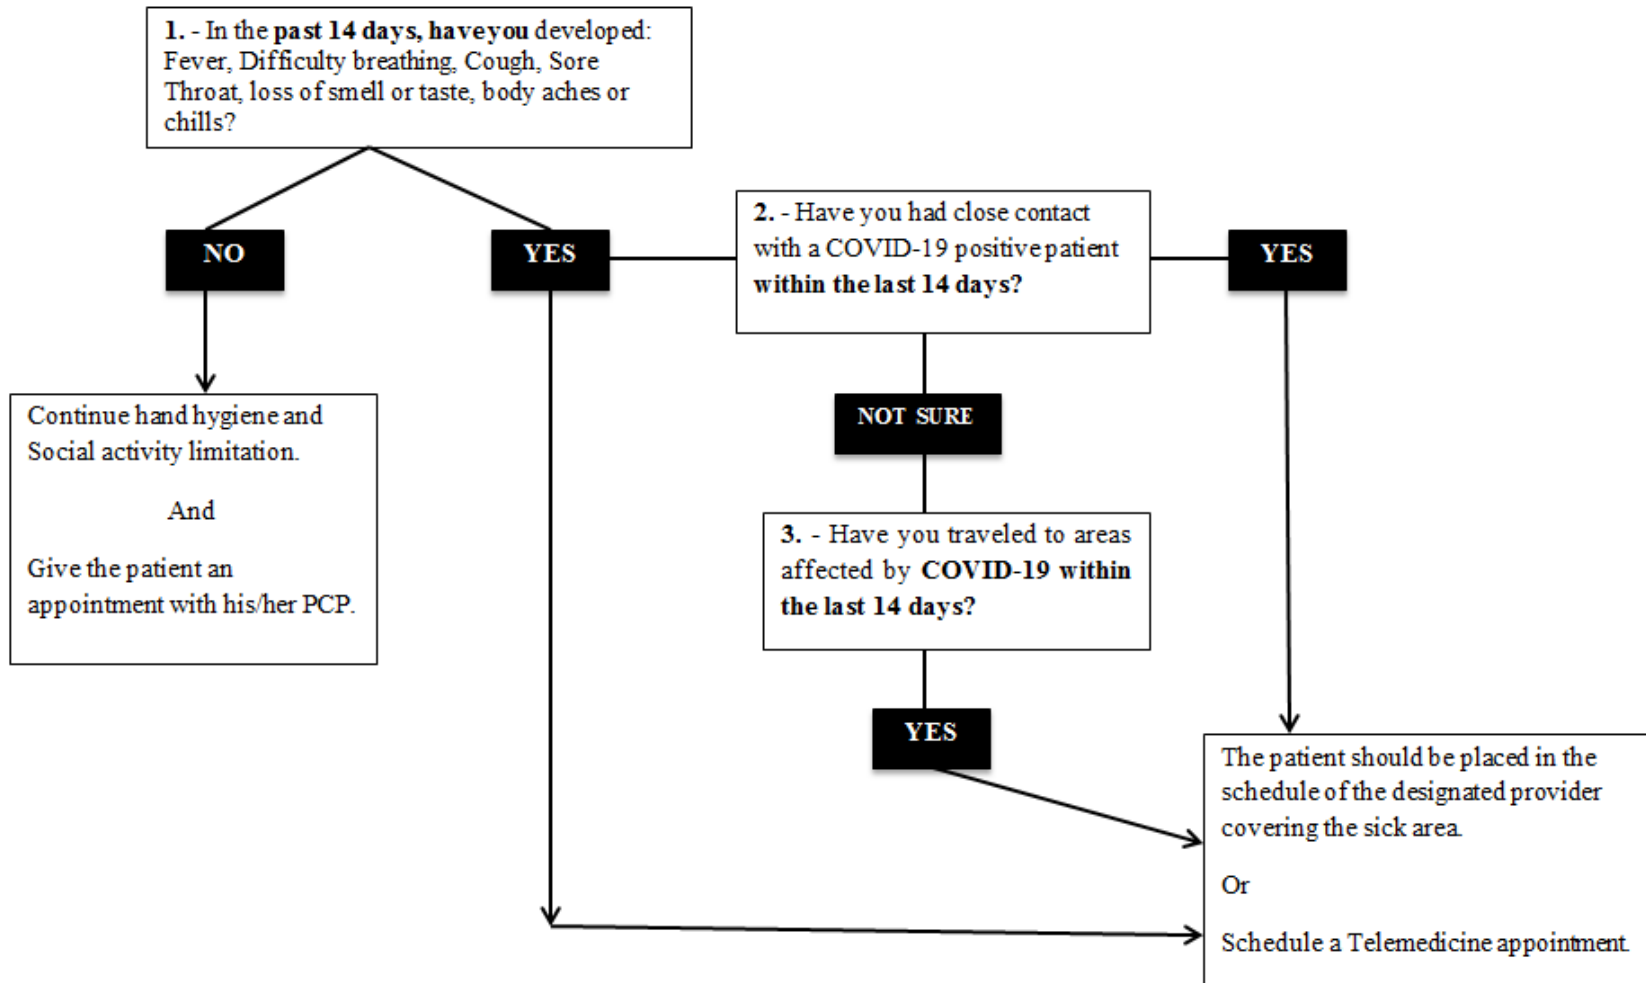 1. - In the past 14 days, have you developed:
Fever, Difficulty breathing, Cough, Sore
Throat, loss of smell or taste, body aches or
chills?
NO
YES
2. - Have you had close contact
with a COVID-19 positive patient
within the last 14 days?
YES
Continue hand hygiene and
Social activity limitation.
And
Give the patient an
appointment with his/her PCP.
NOT SURE
3. - Have you traveled to areas
affected by COVID-19 within
the last 14 days?
YES
The patient should be placed in the
schedule of the designated provider
covering the sick area.
Or
Schedule a Telemedicine appointment.